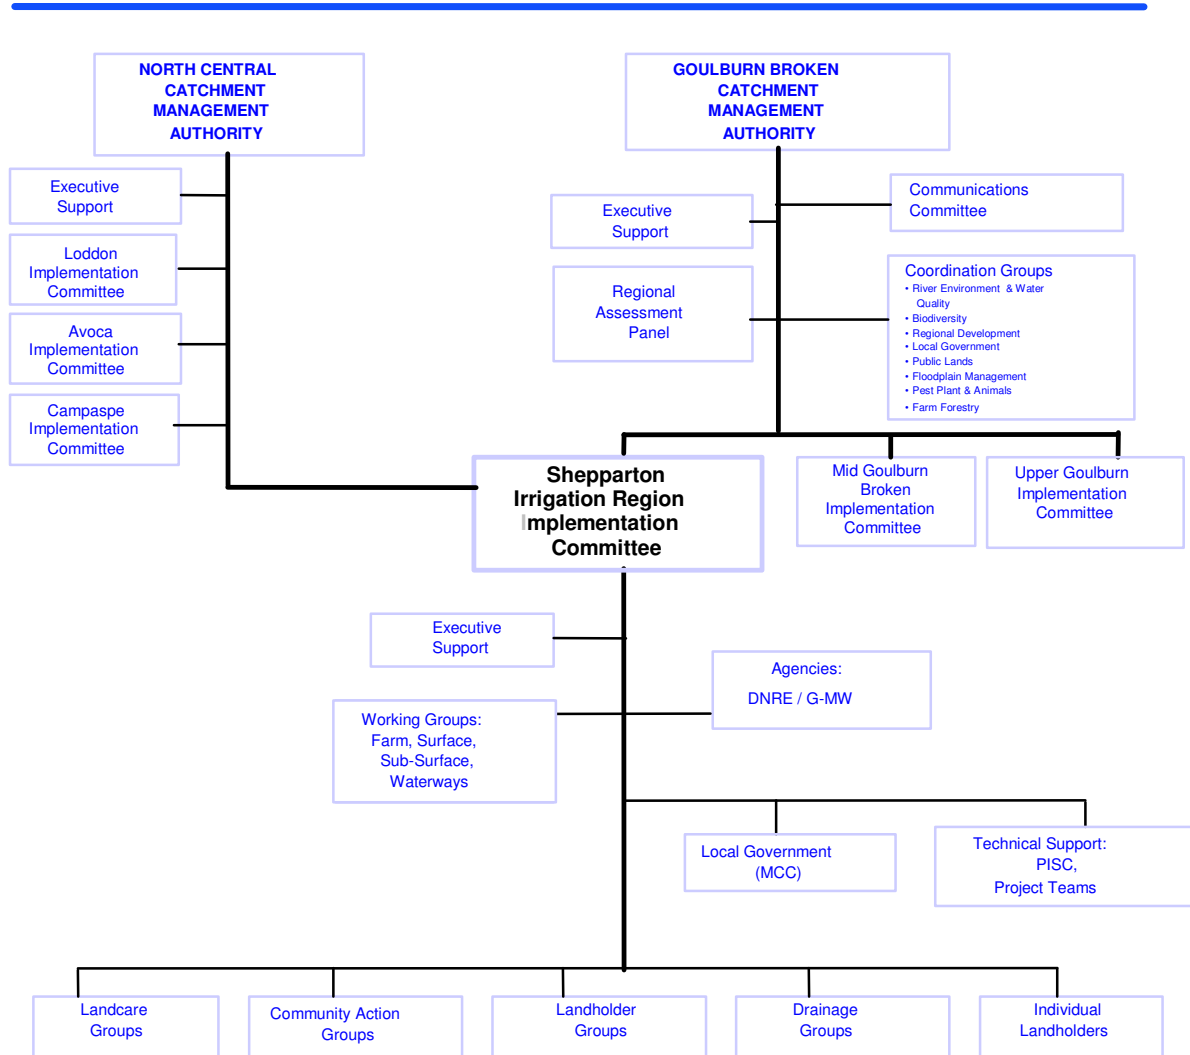 NORTH CENTRAL
CATCHMENT
MANAGEMENT
AUTHORITY
GOULBURN BROKEN
CATCHMENT
MANAGEMENT
AUTHORITY
Executive
Support
Loddon
Implementation
Committee
Avoca
Implementation
Committee
Campaspe
Implementation
Committee
Executive
Support
Communications
Committee
Regional
Assessment
Panel
Coordination Groups
• River Environment & Water
Quality
• Biodiversity
• Regional Development
• Local Government
• Public Lands
• Floodplain Management
• Pest Plant & Animals
• Farm Forestry
Shepparton
Irrigation Region
Implementation
Committee
Mid Goulburn
Broken
Implementation
Committee
Upper Goulburn
Implementation
Committee
Executive
Support
Agencies:
DNRE / G-MW
Working Groups:
Farm, Surface,
Sub-Surface,
Waterways
Local Government
(MCC)
Technical Support:
PISC,
Project Teams
Landcare
Groups
Community Action
Groups
Landholder
Groups
Drainage
Groups
Individual
Landholders